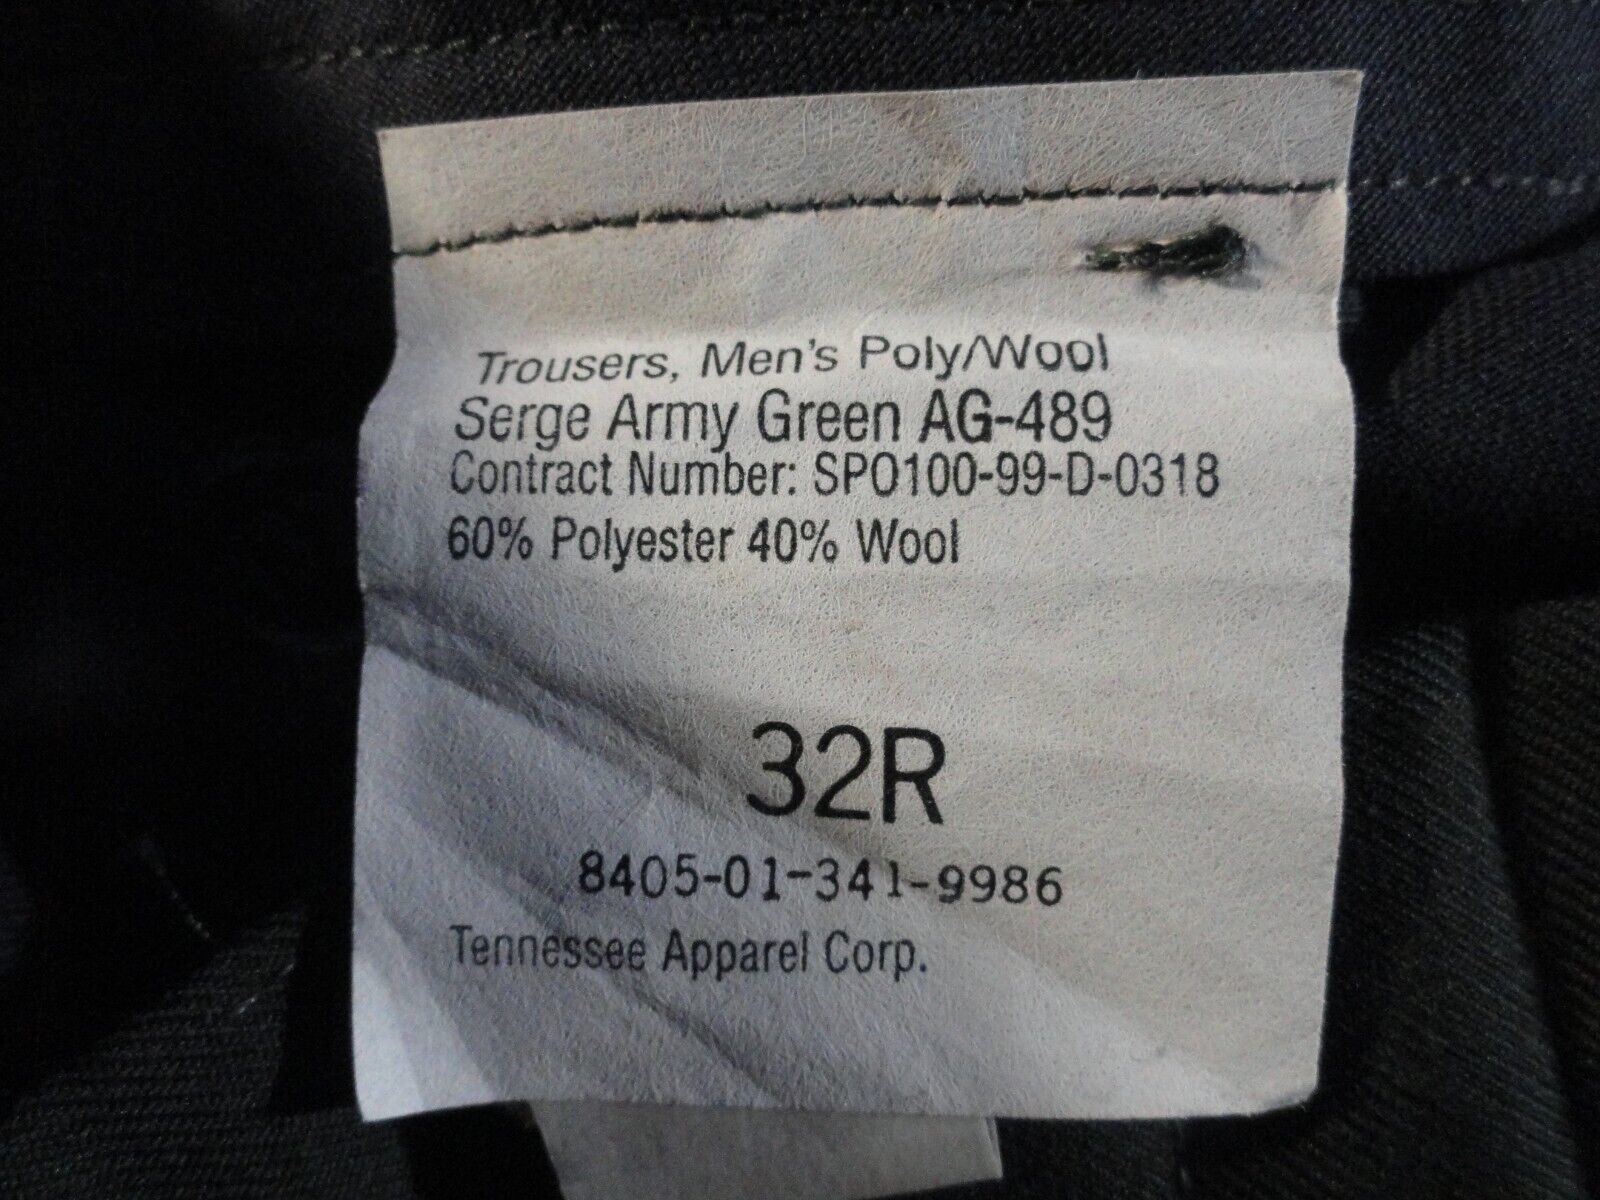 Trousers, Men's Poly/Wool
Serge Army Green AG-489
Contract Number: SPO100-99-D-0318
60% Polyester 40% Wool
32R
8405-01-341-9986
Tennessee Apparel Corp.